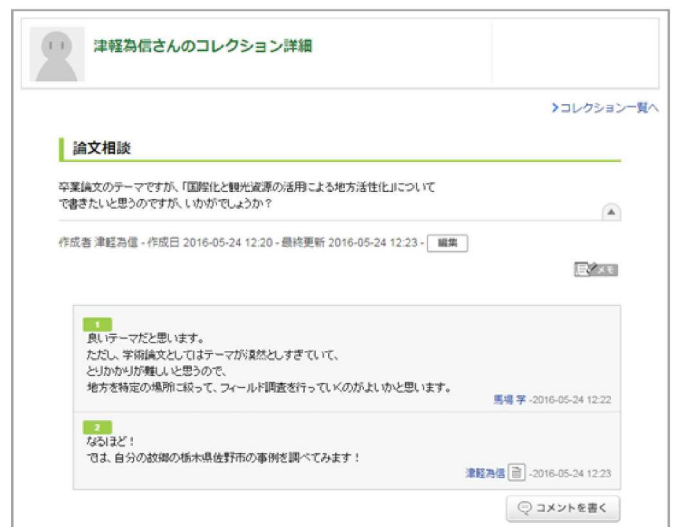 津軽為信さんのコレクション詳細
>コレクション一覧へ
論文相談
卒業論文のテーマですが、「国際化と観光資源の活用による地方活性化」について
で書きたいと思うのですが、いかがでしょうか?
作成者 津軽為信 - 作成日 2016-05-24 12:20 - 最終更新 2016-05-24 12:23 - 編集
メモ
1
良いテーマだと思います。
ただし、学術論文としてはテーマが漠然としすぎていて、
とりかかりが難しいと思うので、
地方を特定の場所に絞って、フィールド調査を行っていくのがよいかと思います。
馬場 学 -2016-05-24 12:22
2
なるほど!
では、自分の故郷の栃木県佐野市の事例を調べてみます!
津軽為信 -2016-05-24 12:23
コメントを書く